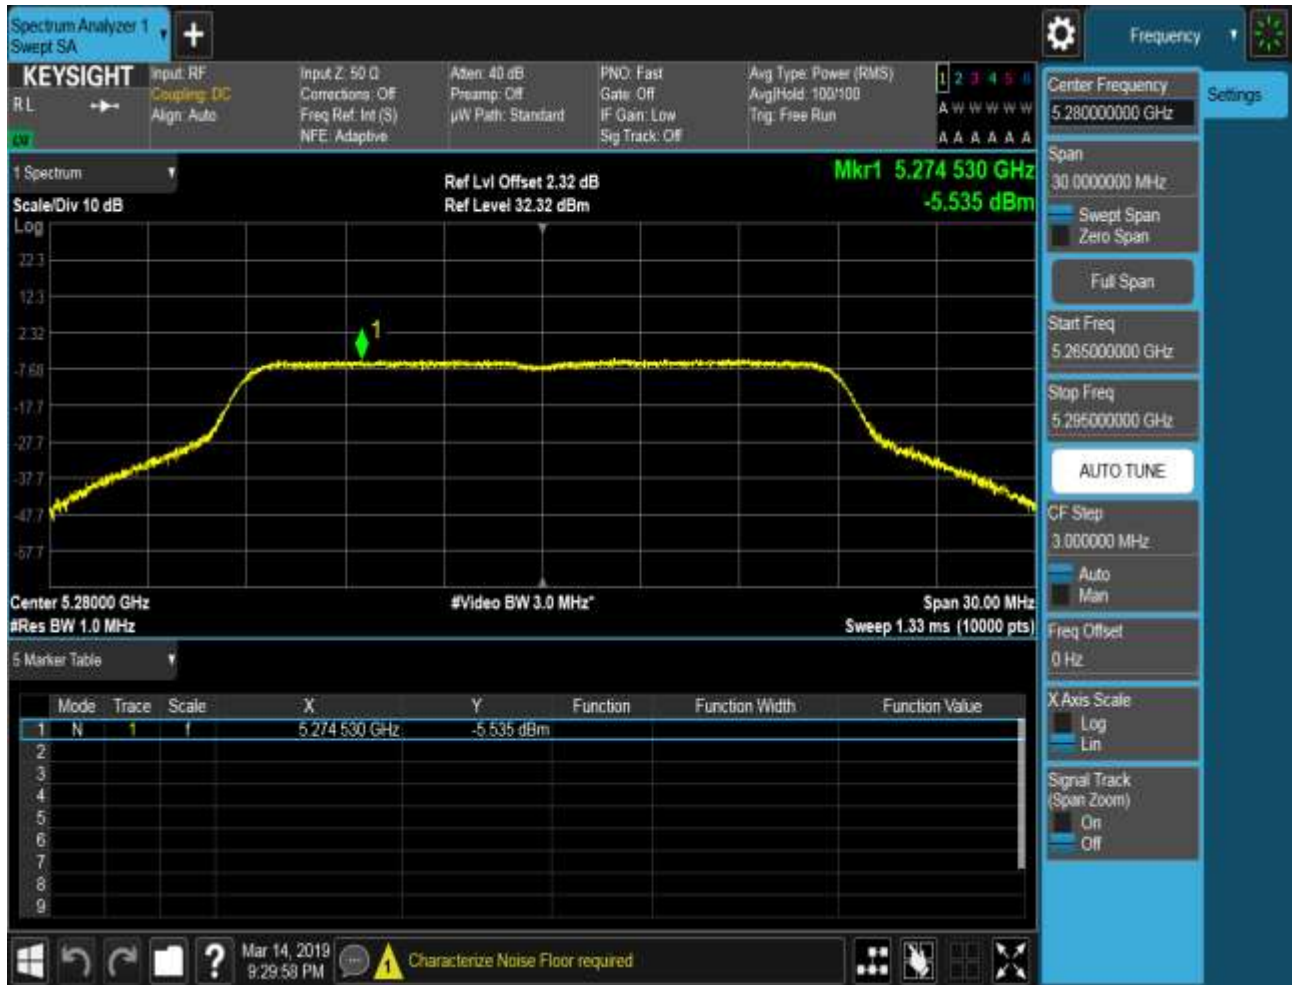 Spectrum Analyzer 1
Swept SA
+
Frequency
KEYSIGHT
RL
Input: RF
Coupling: DC
Align: Auto
Input Z: 50 Ω
Corrections: Off
Freq Ref: Int (S)
NFE: Adaptive
Atten: 40 dB
Preamp: Off
µW Path: Standard
PNO: Fast
Gate: Off
IF Gain: Low
Sig Track: Off
Avg Type: Power (RMS)
Avg|Hold: 100/100
Trig: Free Run
1 2 3 4 5 6
A W W W W W
A A A A A A
1 Spectrum
Scale/Div 10 dB
Ref Lvl Offset 2.32 dB
Ref Level 32.32 dBm
Mkr1 5.274 530 GHz
-5.535 dBm
Log
22.3
12.3
2.32
-7.68
-17.7
-27.7
-37.7
-47.7
-57.7
1
Center 5.28000 GHz
#Res BW 1.0 MHz
#Video BW 3.0 MHz*
Span 30.00 MHz
Sweep 1.33 ms (10000 pts)
5 Marker Table
Mode Trace Scale X Y Function Function Width Function Value
1 N 1 f 5.274 530 GHz -5.535 dBm
2
3
4
5
6
7
8
9
Center Frequency
5.280000000 GHz
Settings
Span
30.0000000 MHz
Swept Span
Zero Span
Full Span
Start Freq
5.265000000 GHz
Stop Freq
5.295000000 GHz
AUTO TUNE
CF Step
3.000000 MHz
Auto
Man
Freq Offset
0 Hz
X Axis Scale
Log
Lin
Signal Track
(Span Zoom)
On
Off
?
Mar 14, 2019
9:29:58 PM
1
Characterize Noise Floor required